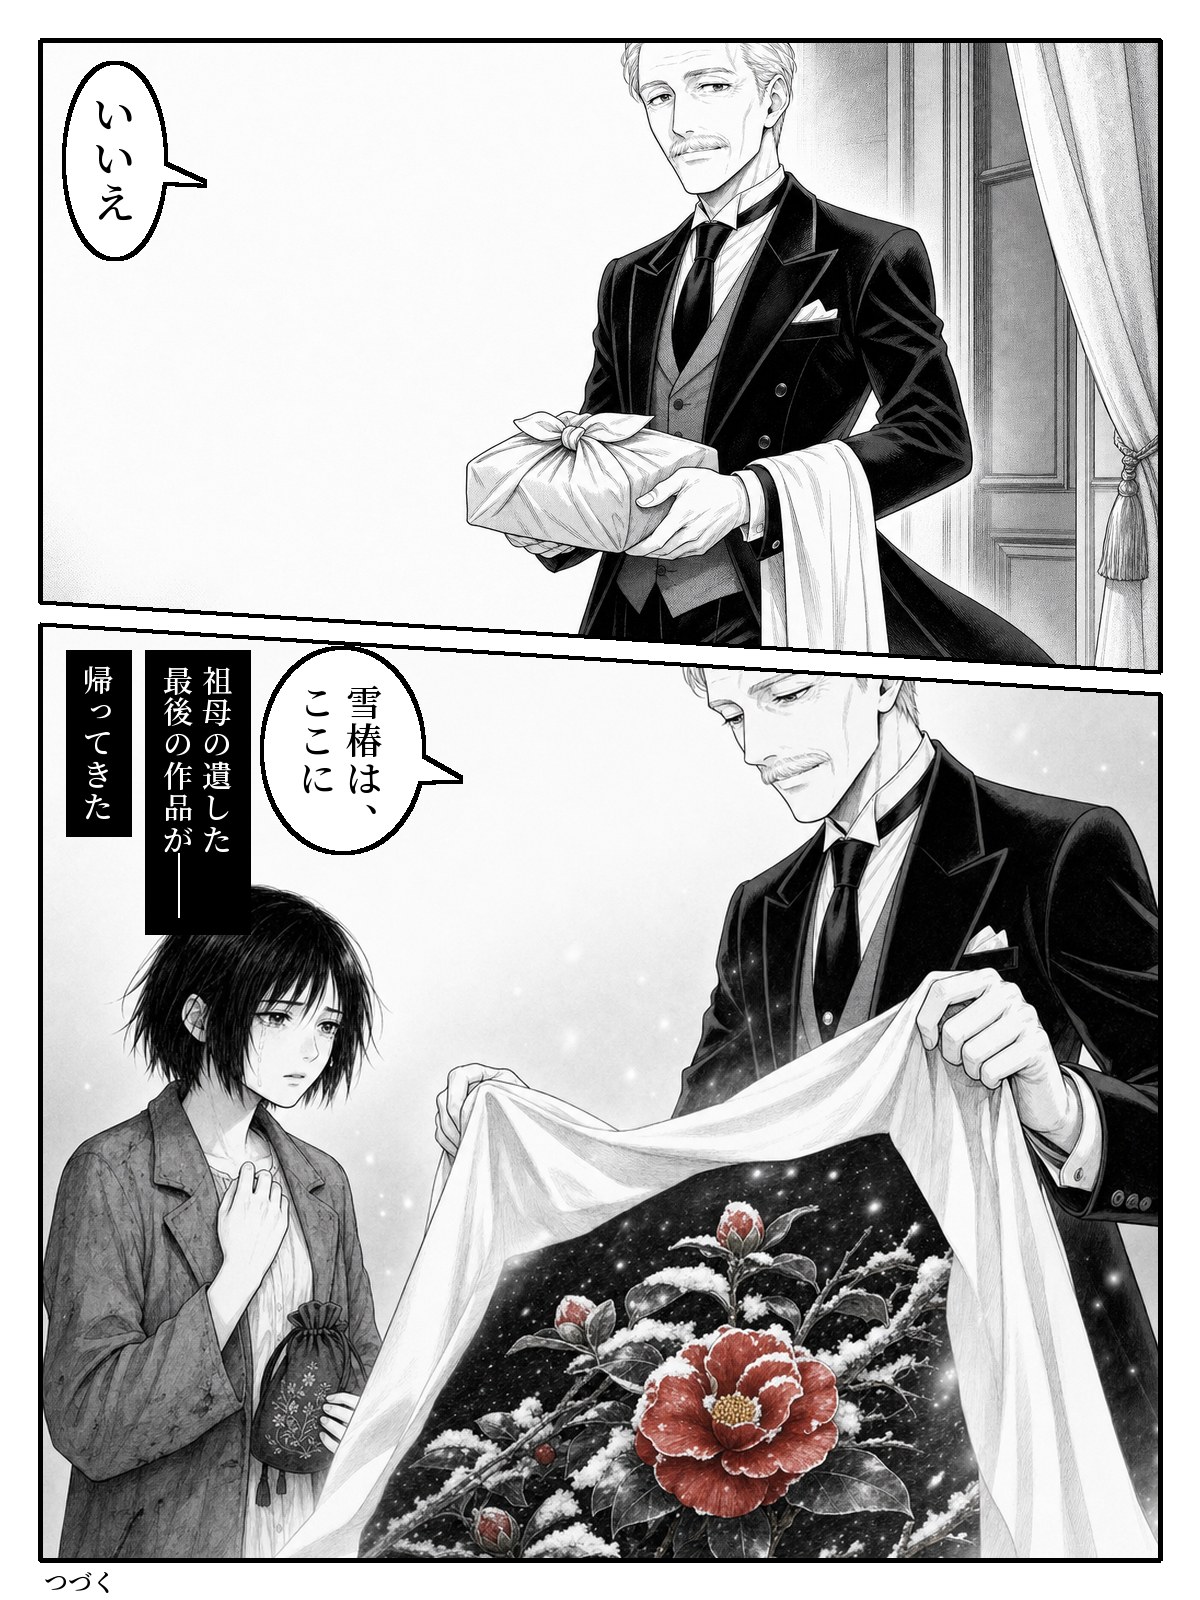 いいえ
雪椿は、
ここに
祖母の遺した
最後の作品が――
帰ってきた
つづく